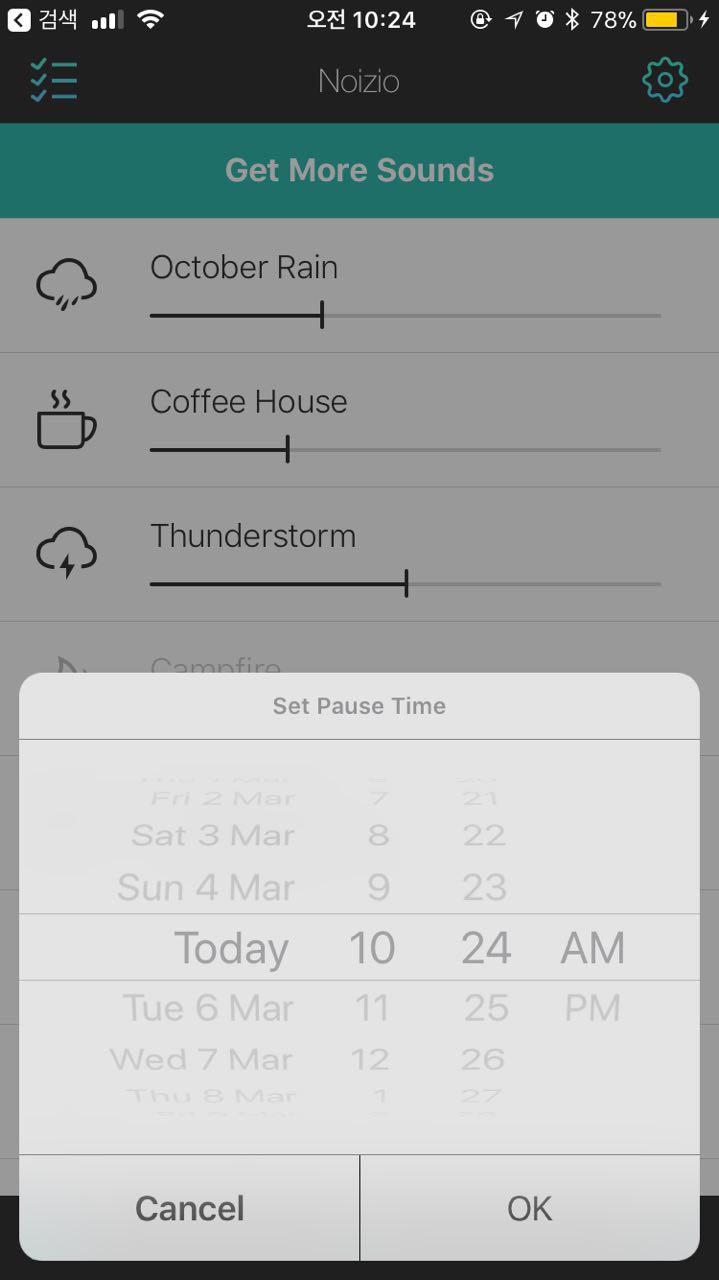 검색 오전 10:24 78%
Noizio
Get More Sounds
October Rain
Coffee House
Thunderstorm
Campfire
Set Pause Time
Fri 2 Mar 7 21
Sat 3 Mar 8 22
Sun 4 Mar 9 23
Today 10 24 AM
Tue 6 Mar 11 25 PM
Wed 7 Mar 12 26
Thu 8 Mar 1 27
Cancel OK